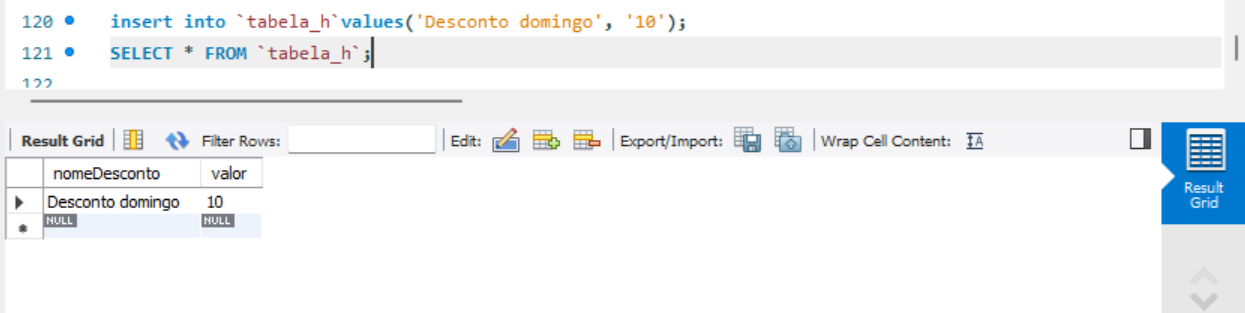 120 insert into `tabela_h`values('Desconto domingo', '10');
121 SELECT * FROM `tabela_h`;
122
Result Grid Filter Rows: Edit: Export/Import: Wrap Cell Content: IA
nomeDesconto valor
Desconto domingo 10
NULL NULL
Result
Grid